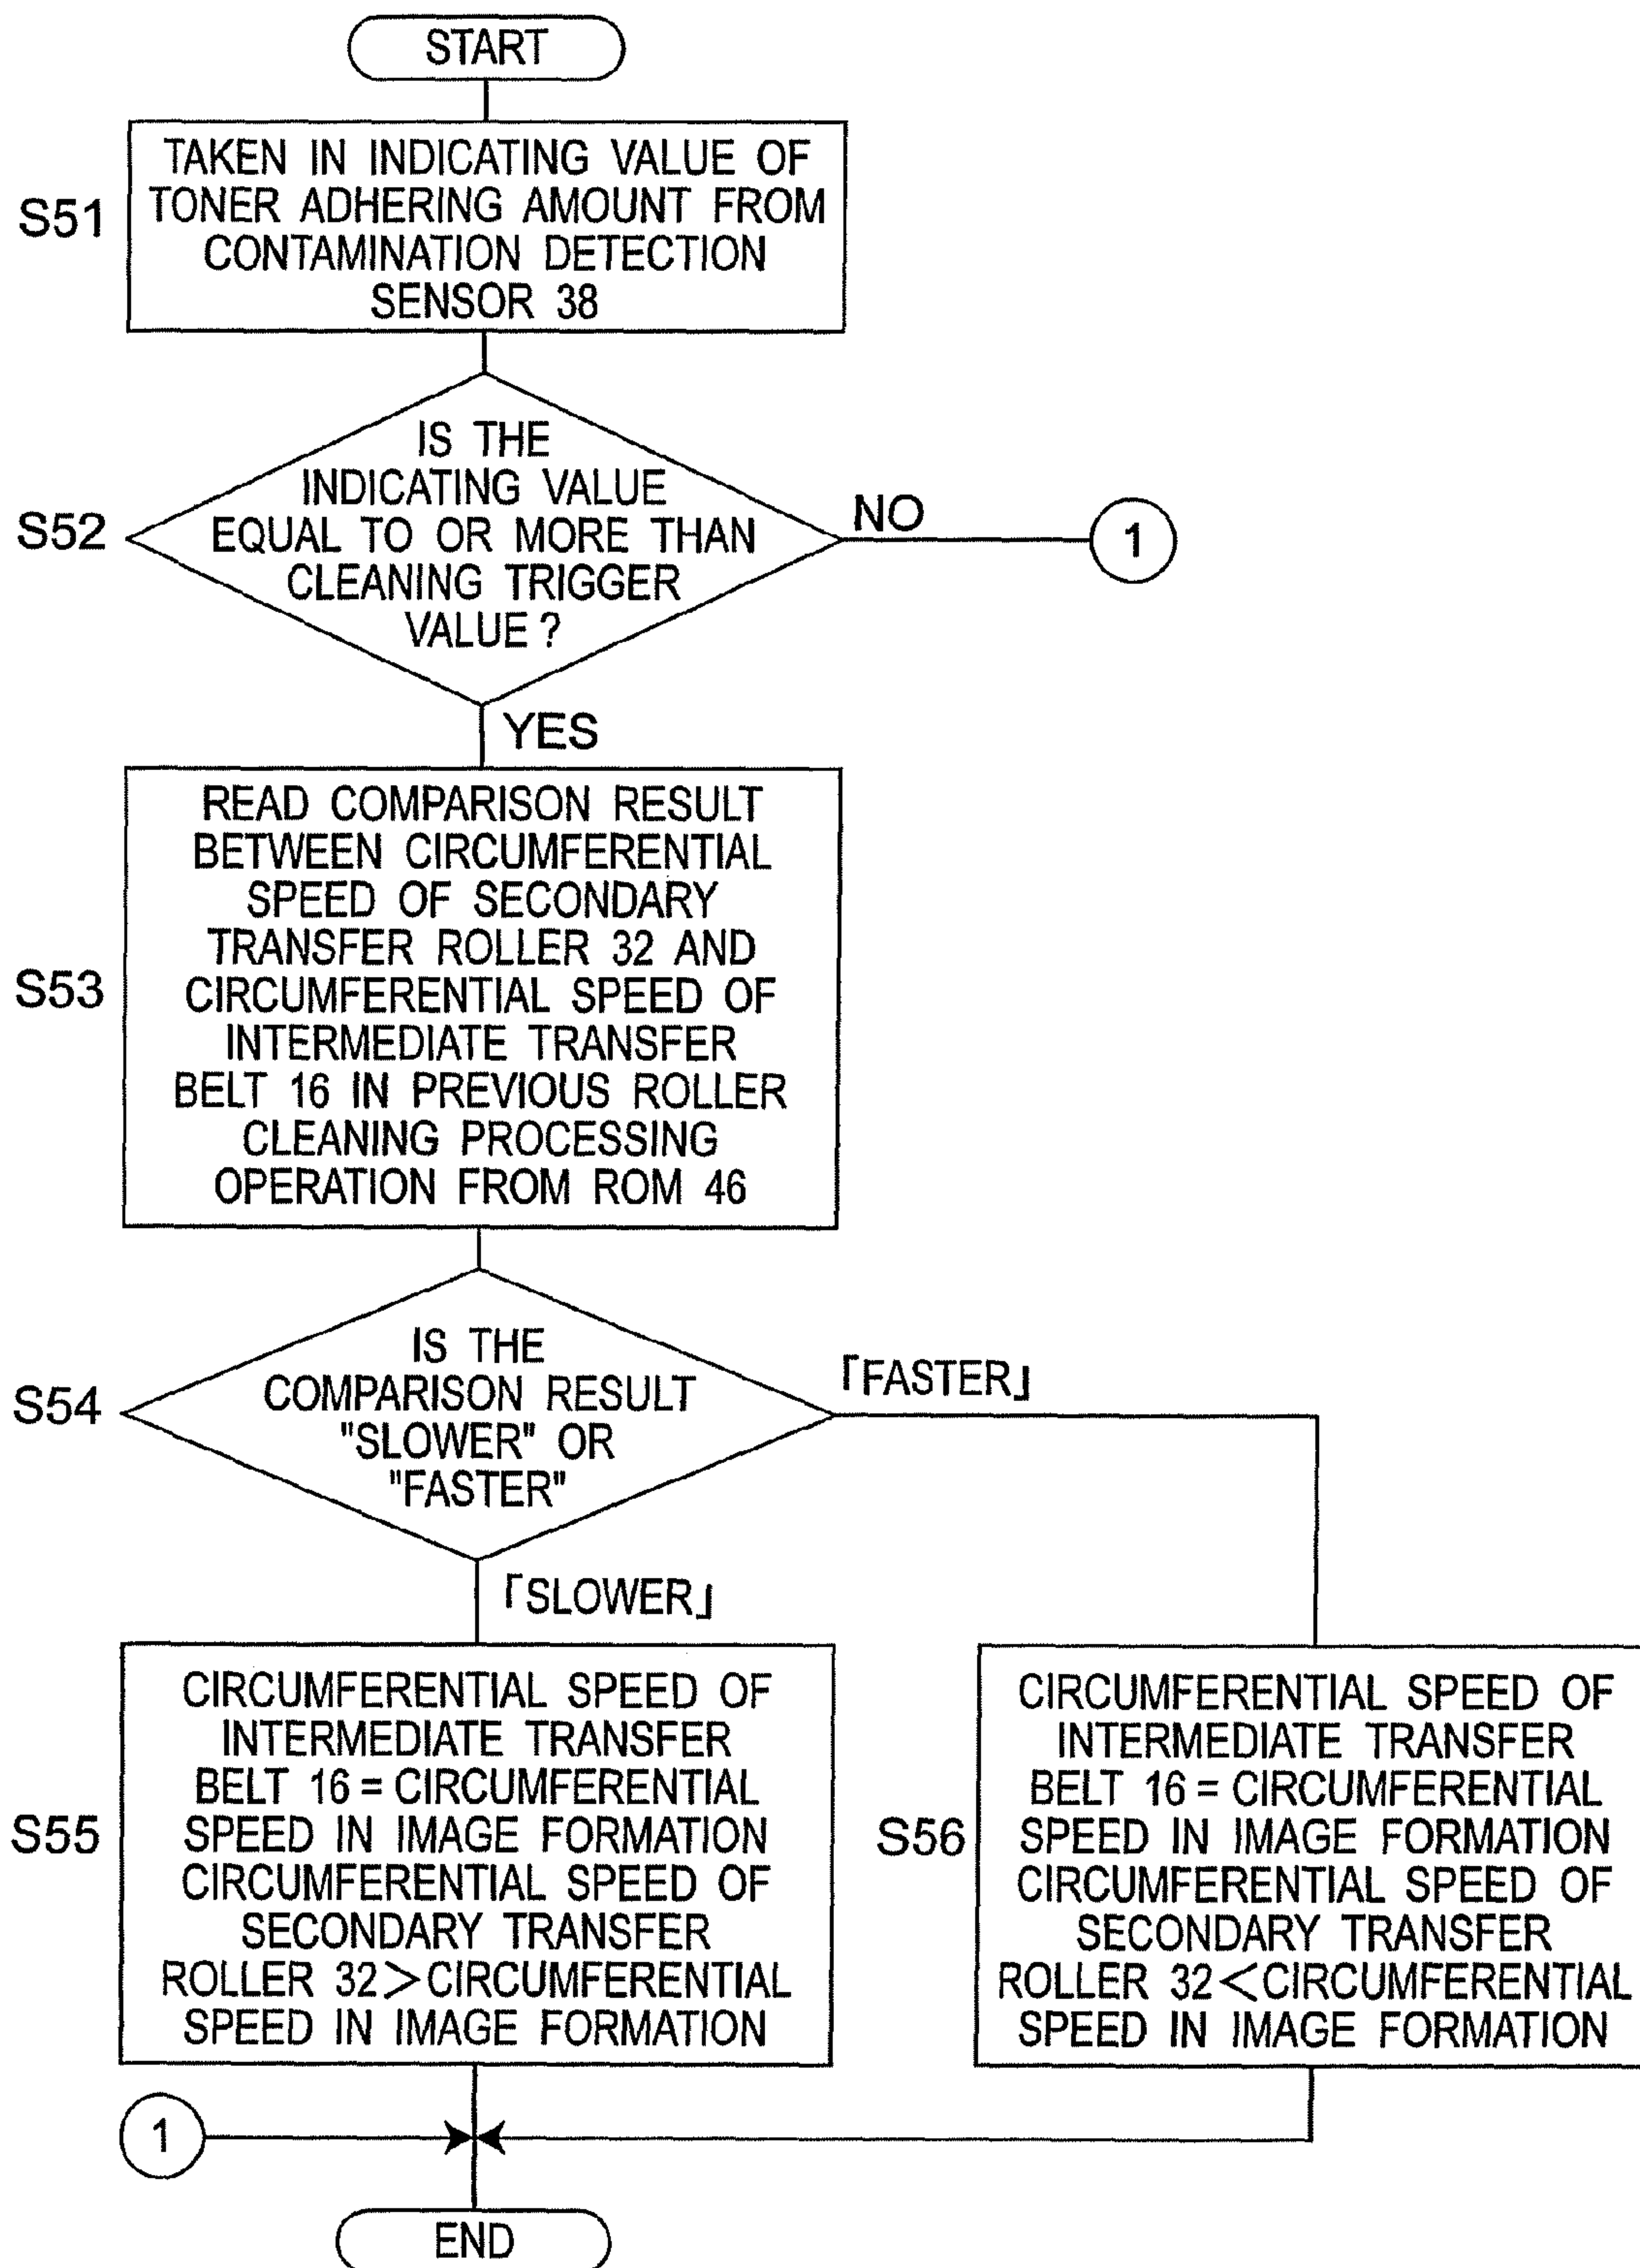 START
S51
TAKEN IN INDICATING VALUE OF
TONER ADHERING AMOUNT FROM
CONTAMINATION DETECTION
SENSOR 38
S52
IS THE
INDICATING VALUE
EQUAL TO OR MORE THAN
CLEANING TRIGGER
VALUE?
NO
1
YES
S53
READ COMPARISON RESULT
BETWEEN CIRCUMFERENTIAL
SPEED OF SECONDARY
TRANSFER ROLLER 32 AND
CIRCUMFERENTIAL SPEED OF
INTERMEDIATE TRANSFER
BELT 16 IN PREVIOUS ROLLER
CLEANING PROCESSING
OPERATION FROM ROM 46
S54
IS THE
COMPARISON RESULT
"SLOWER" OR
"FASTER"
「FASTER」
「SLOWER」
S55
CIRCUMFERENTIAL SPEED OF
INTERMEDIATE TRANSFER
BELT 16 = CIRCUMFERENTIAL
SPEED IN IMAGE FORMATION
CIRCUMFERENTIAL SPEED OF
SECONDARY TRANSFER
ROLLER 32 > CIRCUMFERENTIAL
SPEED IN IMAGE FORMATION
S56
CIRCUMFERENTIAL SPEED OF
INTERMEDIATE TRANSFER
BELT 16 = CIRCUMFERENTIAL
SPEED IN IMAGE FORMATION
CIRCUMFERENTIAL SPEED OF
SECONDARY TRANSFER
ROLLER 32 < CIRCUMFERENTIAL
SPEED IN IMAGE FORMATION
1
END